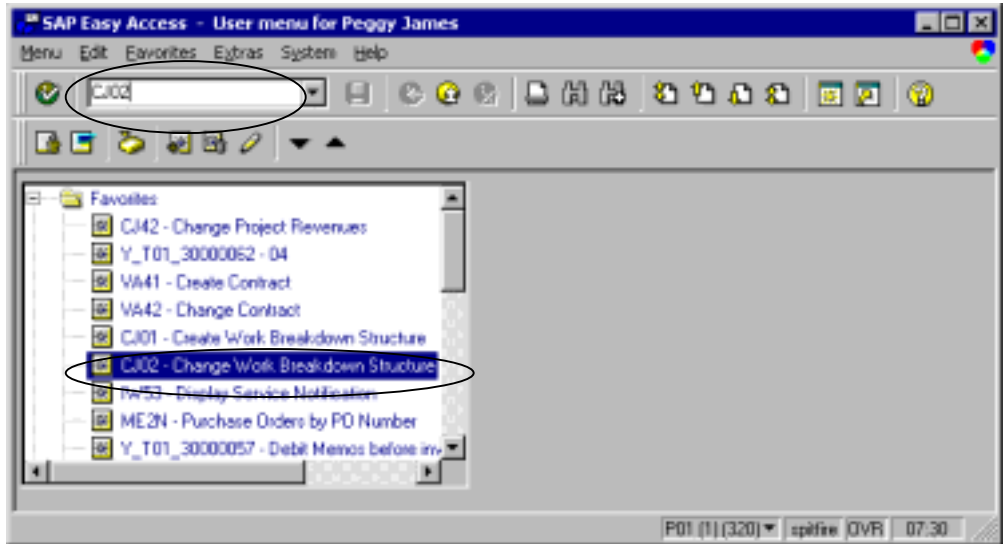 SAP Easy Access - User menu for Peggy James
Menu Edit Favorites Extras System Help
CJ02
Favorites
CJ42 - Change Project Revenues
Y_T01_30000062 - 04
VA41 - Create Contract
VA42 - Change Contract
CJ01 - Create Work Breakdown Structure
CJ02 - Change Work Breakdown Structure
IW53 - Display Service Notification
ME2N - Purchase Orders by PO Number
Y_T01_30000057 - Debit Memos before inv
P01 (1) (320) spitfire OVR 07:30